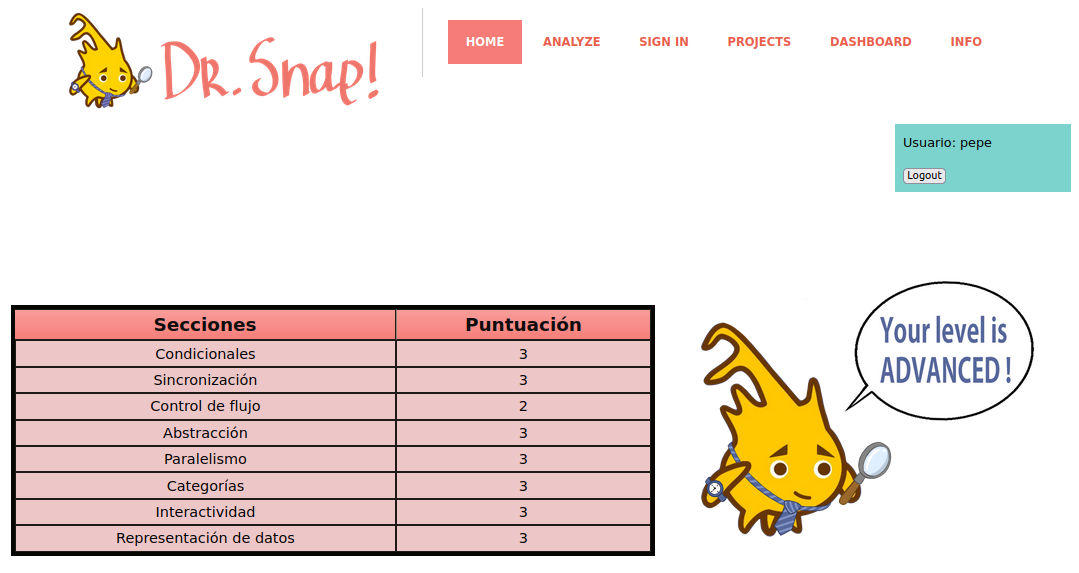 Dr. Snap!
HOME ANALYZE SIGN IN PROJECTS DASHBOARD INFO
Usuario: pepe
Logout
Secciones Puntuación
Condicionales 3
Sincronización 3
Control de flujo 2
Abstracción 3
Paralelismo 3
Categorías 3
Interactividad 3
Representación de datos 3
Your level is
ADVANCED !